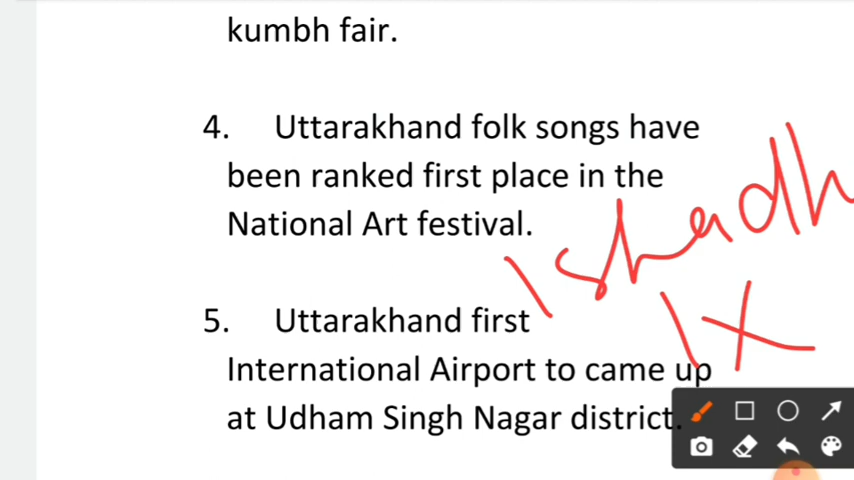 kumbh fair.
4. Uttarakhand folk songs have
been ranked first place in the
National Art festival.
5. Uttarakhand first
International Airport to came up
at Udham Singh Nagar district.
IX